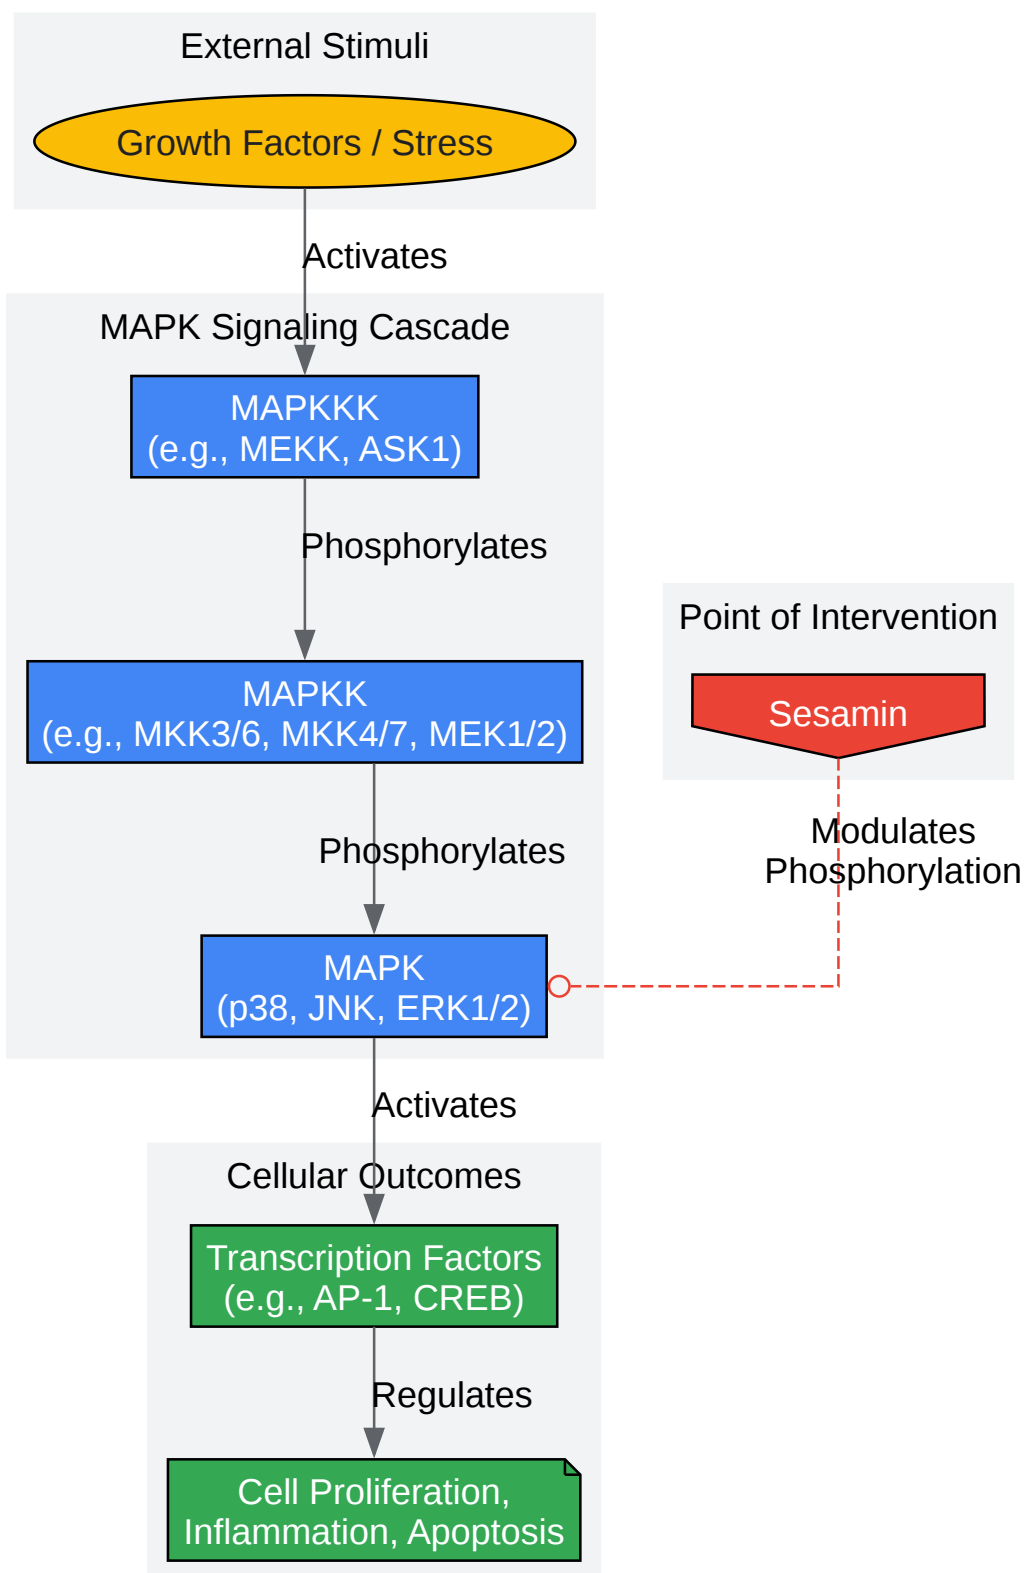 External Stimuli
Growth Factors / Stress
Activates
MAPK Signaling Cascade
MAPKKK
(e.g., MEKK, ASK1)
Phosphorylates
MAPKK
(e.g., MKK3/6, MKK4/7, MEK1/2)
Phosphorylates
MAPK
(p38, JNK, ERK1/2)
Point of Intervention
Sesamin
Modulates
Phosphorylation
Activates
Cellular Outcomes
Transcription Factors
(e.g., AP-1, CREB)
Regulates
Cell Proliferation,
Inflammation, Apoptosis